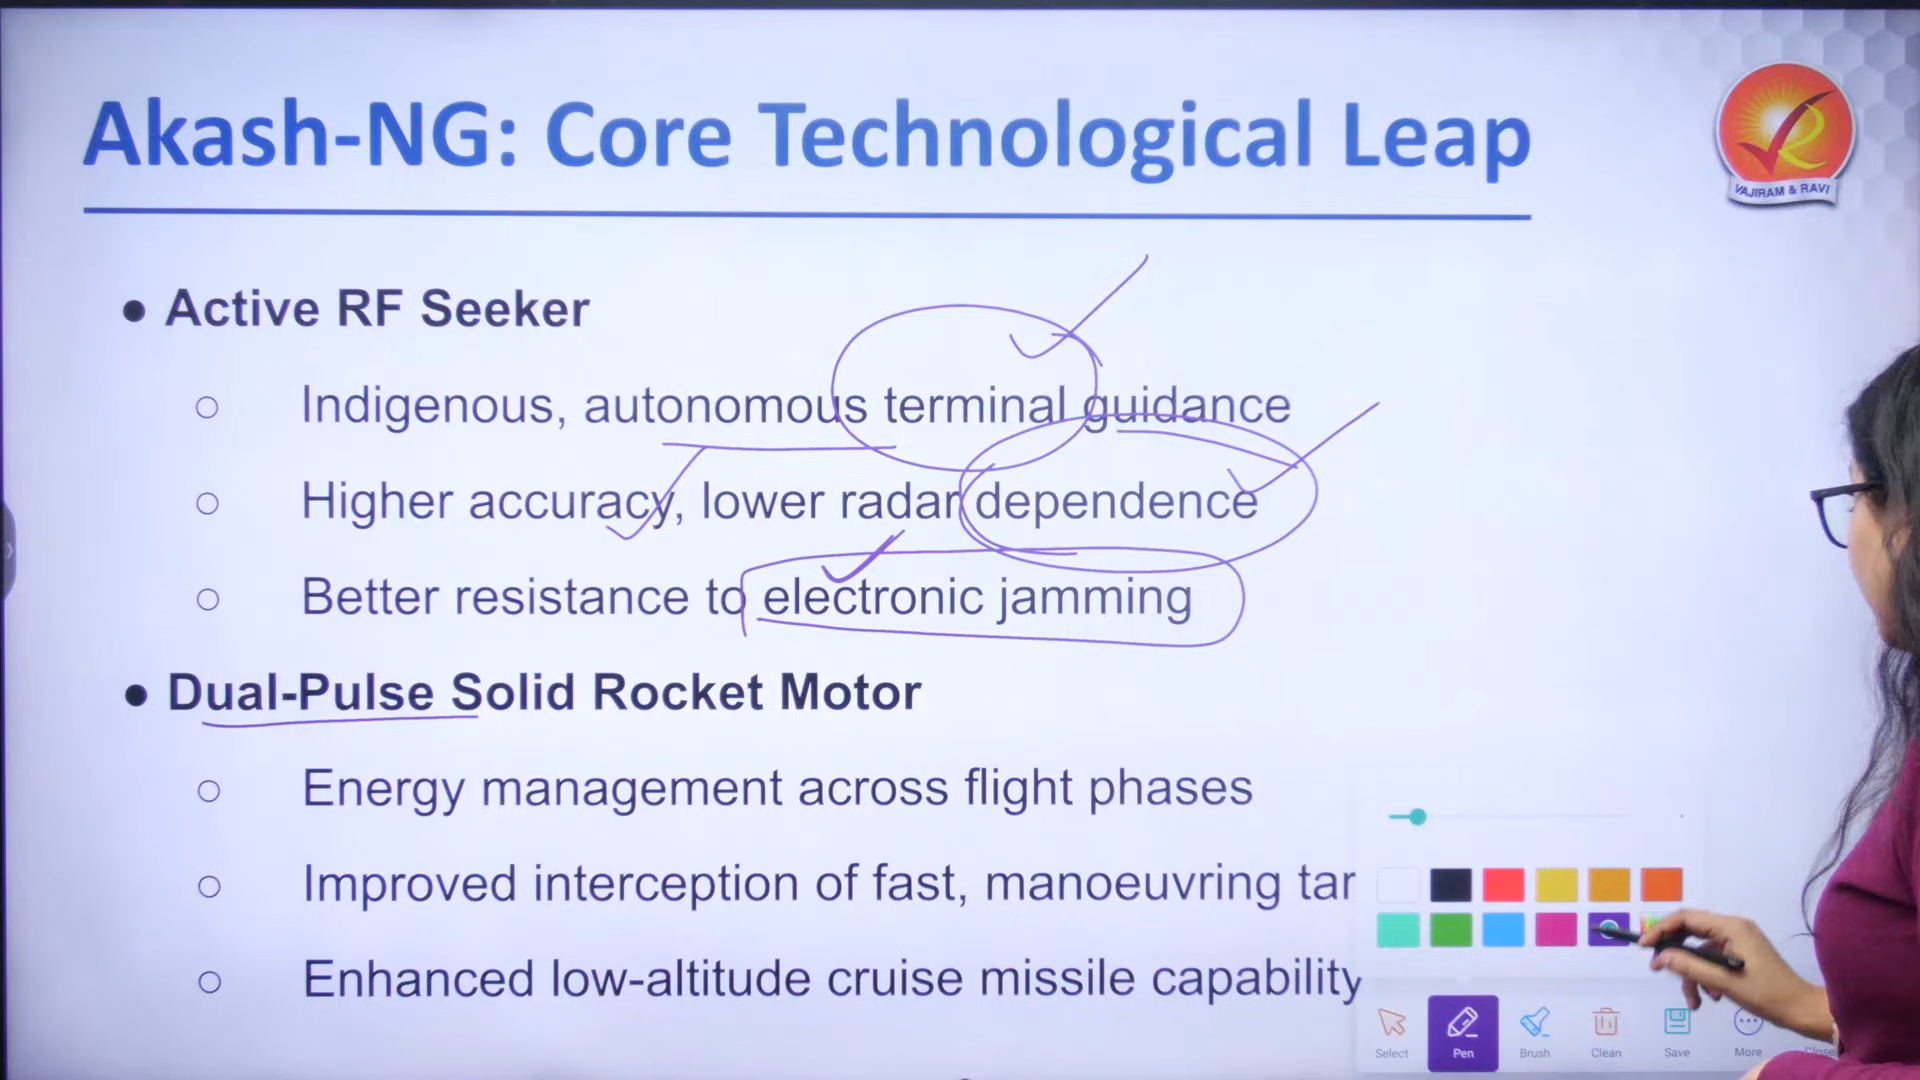 Akash-NG: Core Technological Leap
VAJIRAM & RAVI
● Active RF Seeker
○ Indigenous, autonomous terminal guidance
○ Higher accuracy, lower radar dependence
○ Better resistance to electronic jamming
● Dual-Pulse Solid Rocket Motor
○ Energy management across flight phases
○ Improved interception of fast, manoeuvring tar
○ Enhanced low-altitude cruise missile capability
Select Pen Brush Clean Save More Close